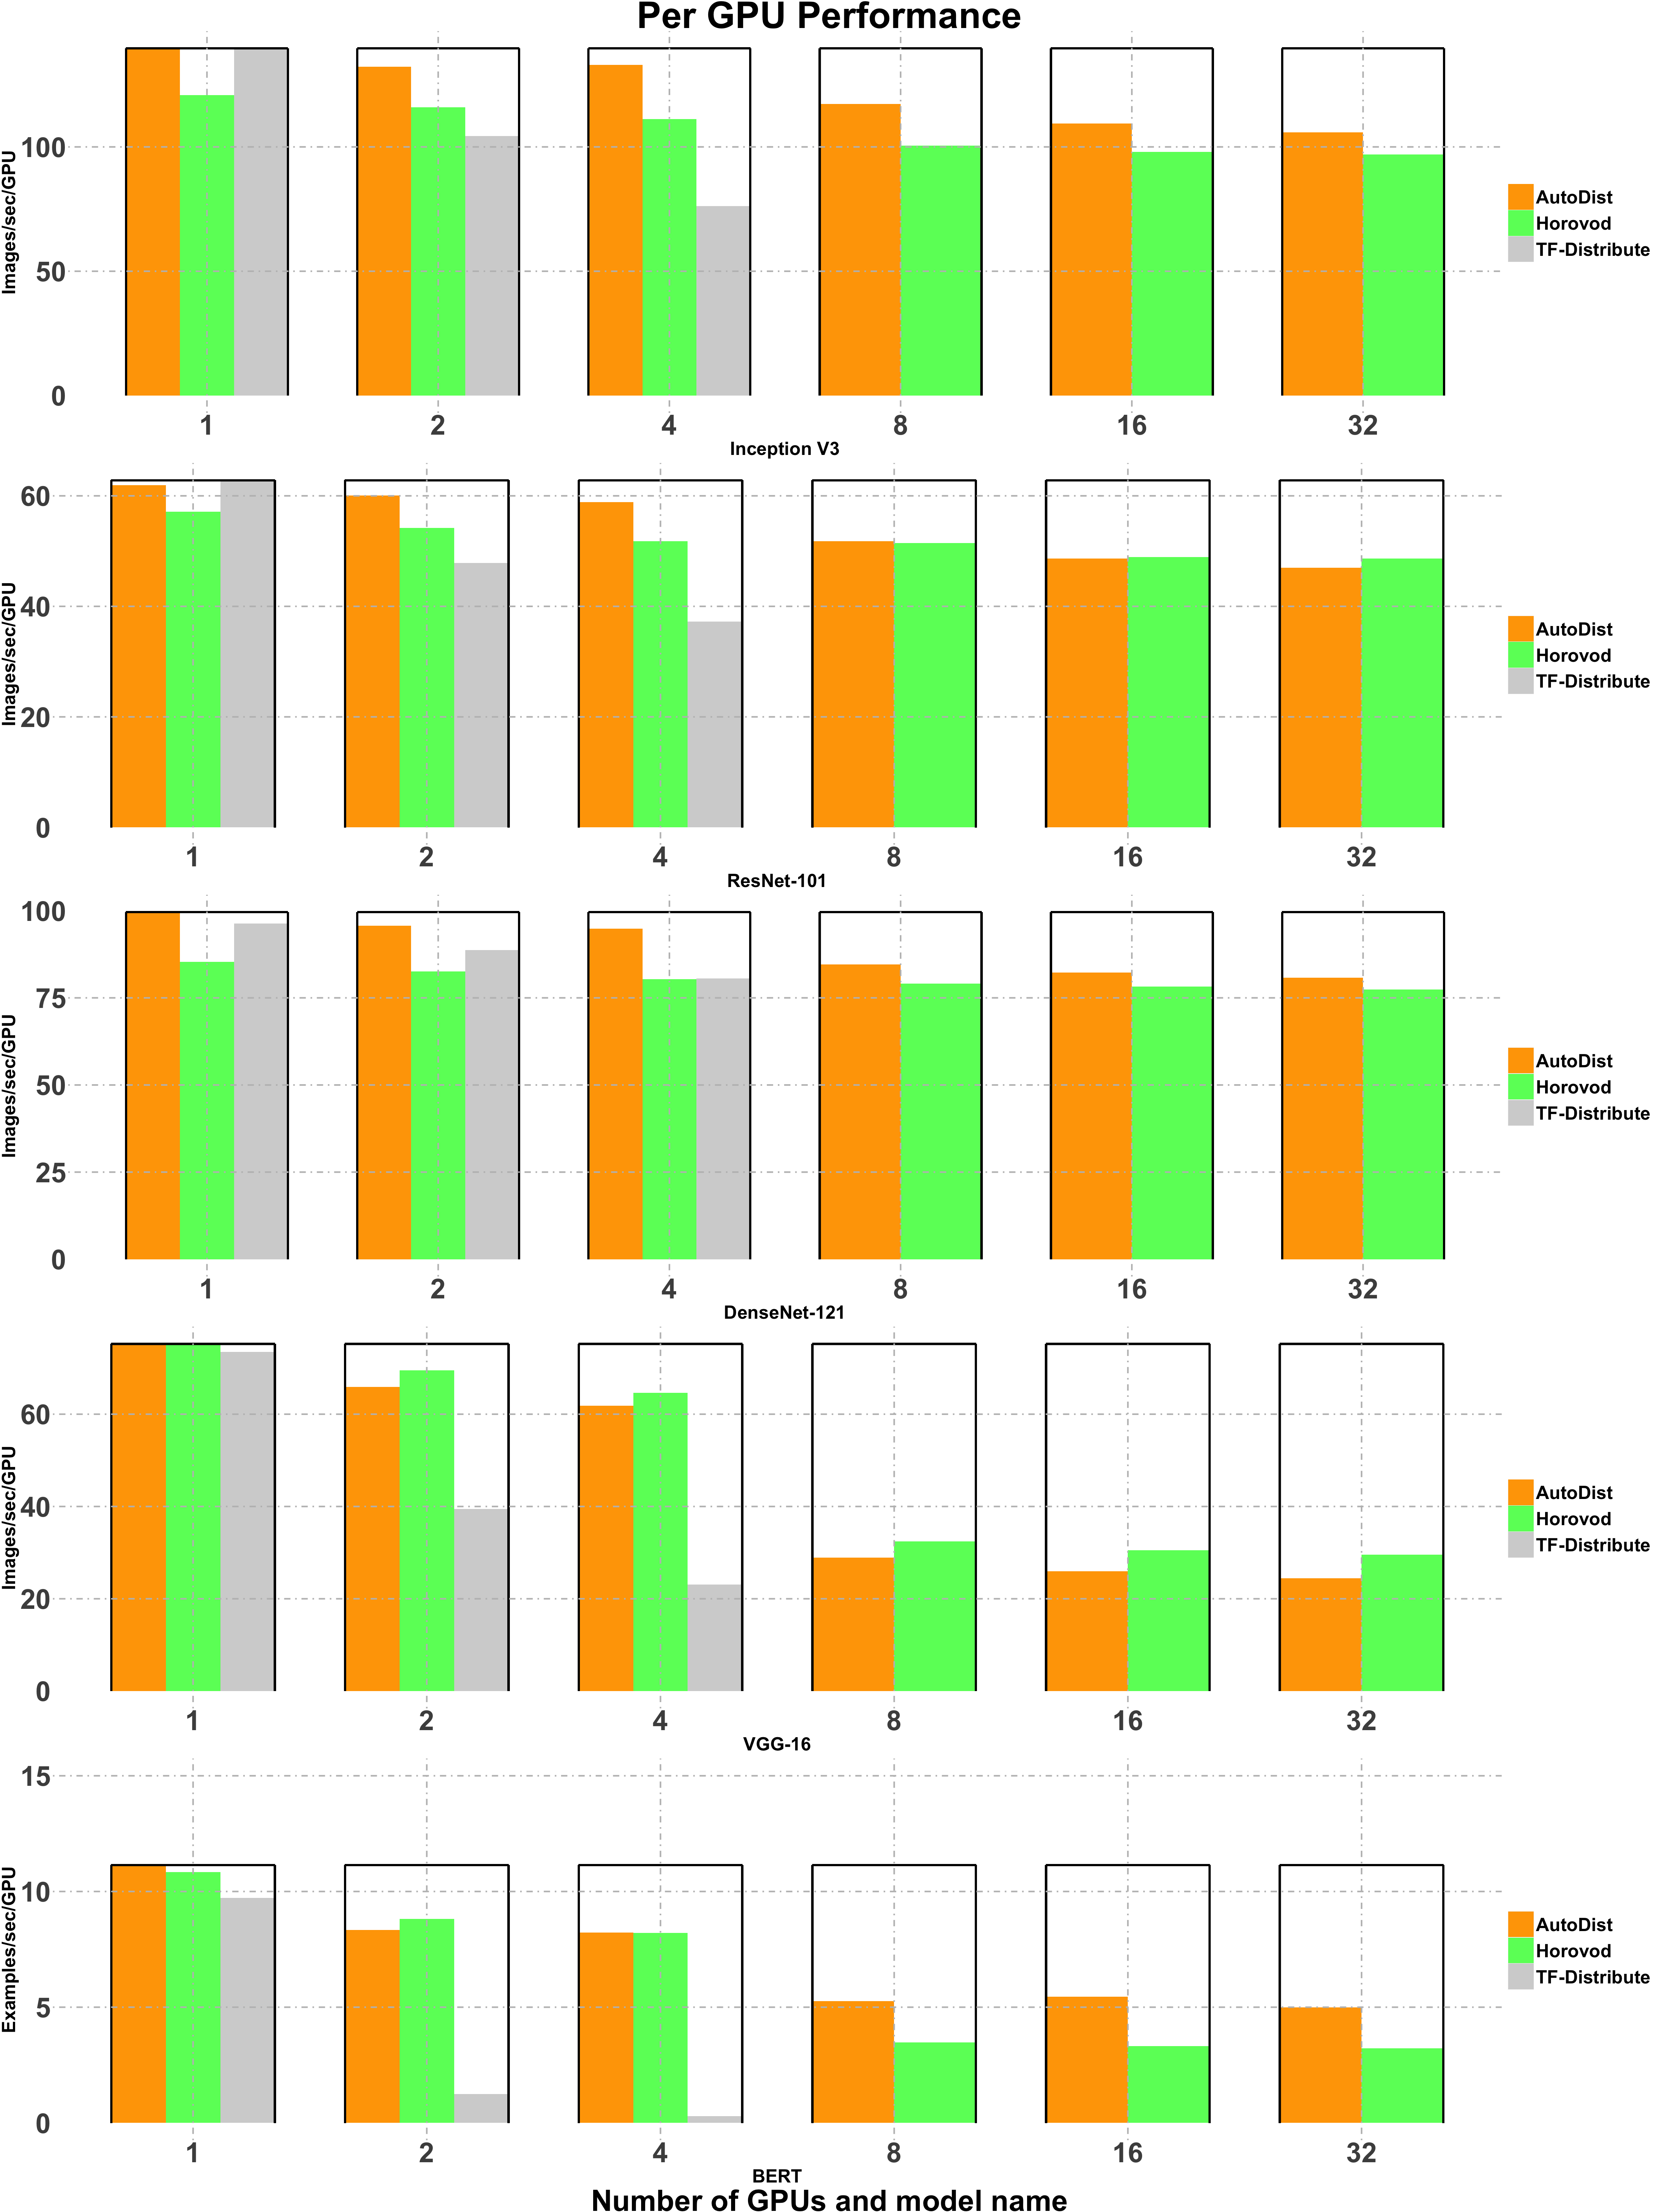 Per GPU Performance
Images/sec/GPU
100
50
0
1 2 4 8 16 32
Inception V3
AutoDist
Horovod
TF-Distribute
Images/sec/GPU
60
40
20
0
1 2 4 8 16 32
ResNet-101
AutoDist
Horovod
TF-Distribute
Images/sec/GPU
100
75
50
25
0
1 2 4 8 16 32
DenseNet-121
AutoDist
Horovod
TF-Distribute
Images/sec/GPU
60
40
20
0
1 2 4 8 16 32
VGG-16
AutoDist
Horovod
TF-Distribute
Examples/sec/GPU
15
10
5
0
1 2 4 8 16 32
BERT
AutoDist
Horovod
TF-Distribute
Number of GPUs and model name